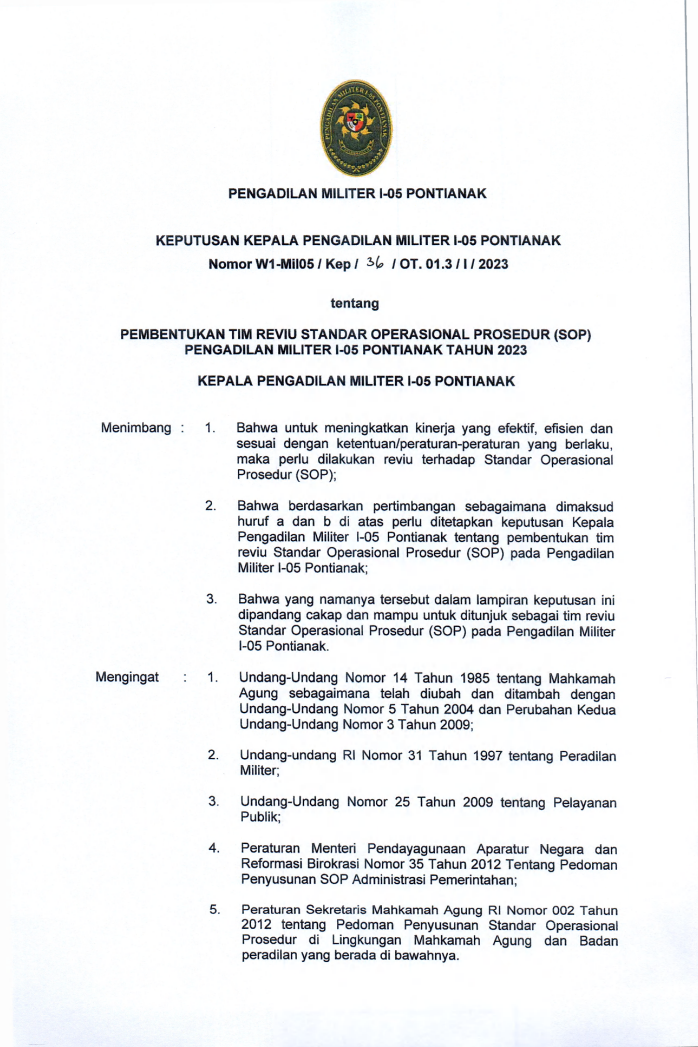 PENGADILAN MILITER I-05 PONTIANAK
PENGADILAN MILITER I-05 PONTIANAK
KEPUTUSAN KEPALA PENGADILAN MILITER I-05 PONTIANAK
Nomor W1-Mil05 / Kep / 36 / OT. 01.3 / I / 2023
tentang
PEMBENTUKAN TIM REVIU STANDAR OPERASIONAL PROSEDUR (SOP)
PENGADILAN MILITER I-05 PONTIANAK TAHUN 2023
KEPALA PENGADILAN MILITER I-05 PONTIANAK
Menimbang : 1. Bahwa untuk meningkatkan kinerja yang efektif, efisien dan
sesuai dengan ketentuan/peraturan-peraturan yang berlaku,
maka perlu dilakukan reviu terhadap Standar Operasional
Prosedur (SOP);
2. Bahwa berdasarkan pertimbangan sebagaimana dimaksud
huruf a dan b di atas perlu ditetapkan keputusan Kepala
Pengadilan Militer I-05 Pontianak tentang pembentukan tim
reviu Standar Operasional Prosedur (SOP) pada Pengadilan
Militer I-05 Pontianak;
3. Bahwa yang namanya tersebut dalam lampiran keputusan ini
dipandang cakap dan mampu untuk ditunjuk sebagai tim reviu
Standar Operasional Prosedur (SOP) pada Pengadilan Militer
I-05 Pontianak.
Mengingat : 1. Undang-Undang Nomor 14 Tahun 1985 tentang Mahkamah
Agung sebagaimana telah diubah dan ditambah dengan
Undang-Undang Nomor 5 Tahun 2004 dan Perubahan Kedua
Undang-Undang Nomor 3 Tahun 2009;
2. Undang-undang RI Nomor 31 Tahun 1997 tentang Peradilan
Militer;
3. Undang-Undang Nomor 25 Tahun 2009 tentang Pelayanan
Publik;
4. Peraturan Menteri Pendayagunaan Aparatur Negara dan
Reformasi Birokrasi Nomor 35 Tahun 2012 Tentang Pedoman
Penyusunan SOP Administrasi Pemerintahan;
5. Peraturan Sekretaris Mahkamah Agung RI Nomor 002 Tahun
2012 tentang Pedoman Penyusunan Standar Operasional
Prosedur di Lingkungan Mahkamah Agung dan Badan
peradilan yang berada di bawahnya.